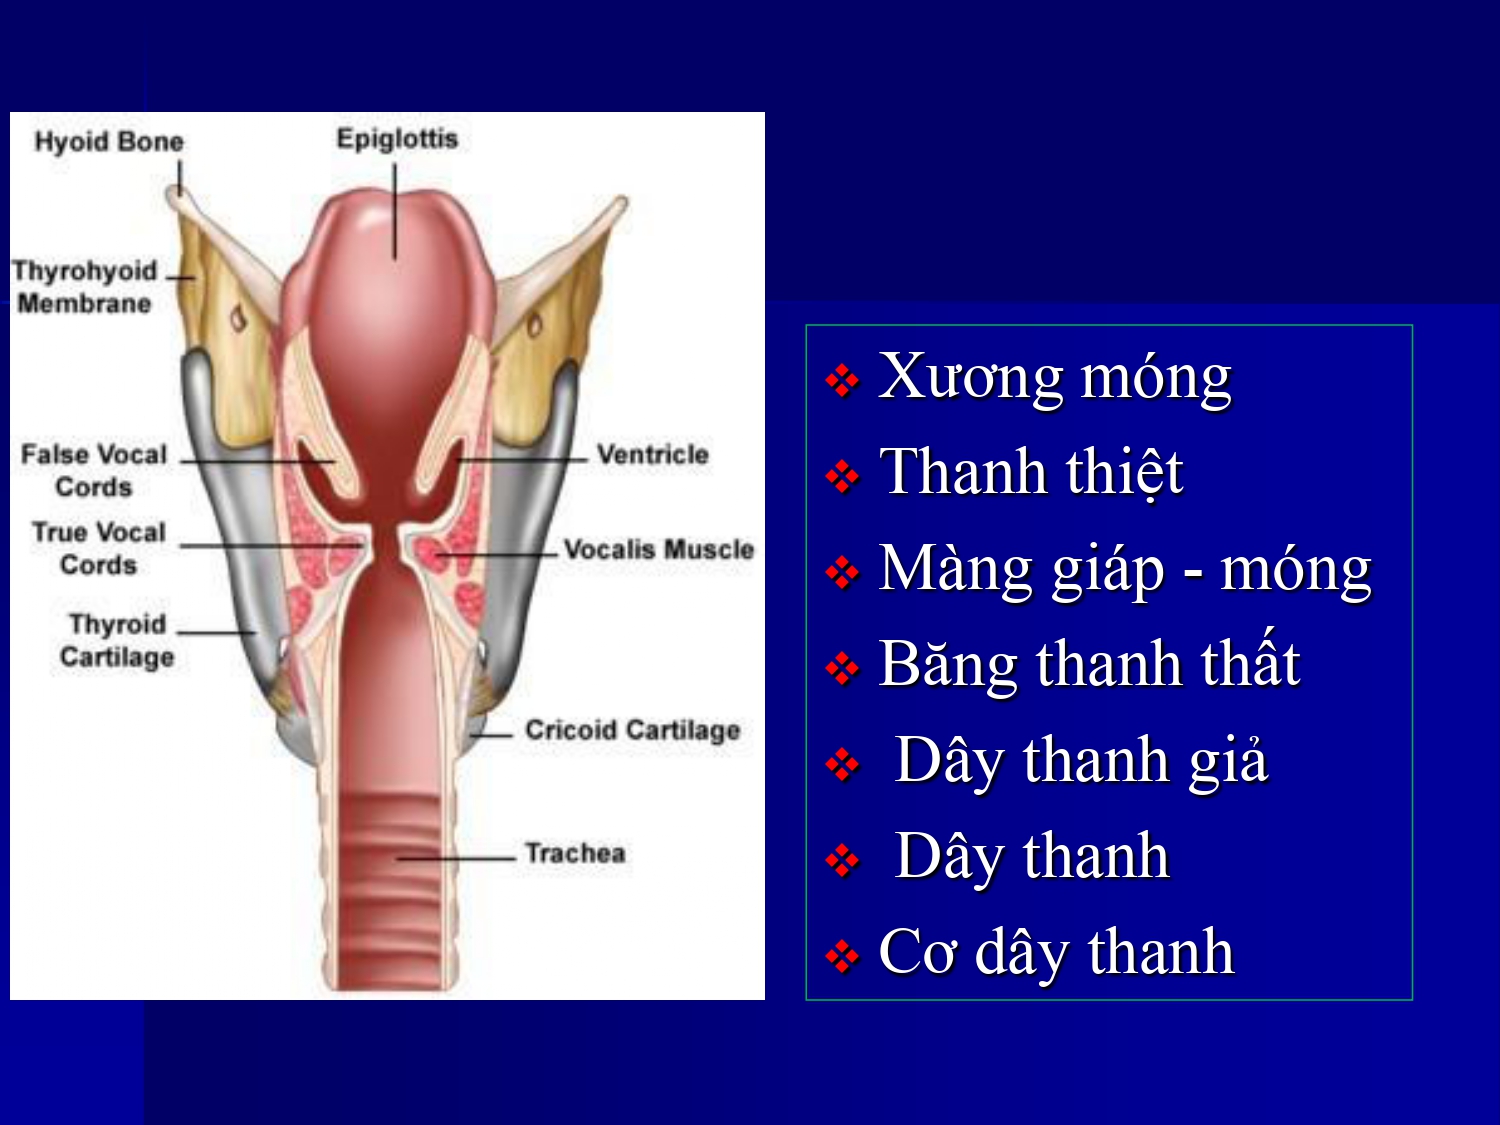 Hyoid Bone
Epiglottis
Thyrohyoid
Membrane
False Vocal
Cords
Ventricle
True Vocal
Cords
Vocalis Muscle
Thyroid
Cartilage
Cricoid Cartilage
Trachea
Xương móng
Thanh thiệt
Màng giáp - móng
Băng thanh thất
Dây thanh giả
Dây thanh
Cơ dây thanh